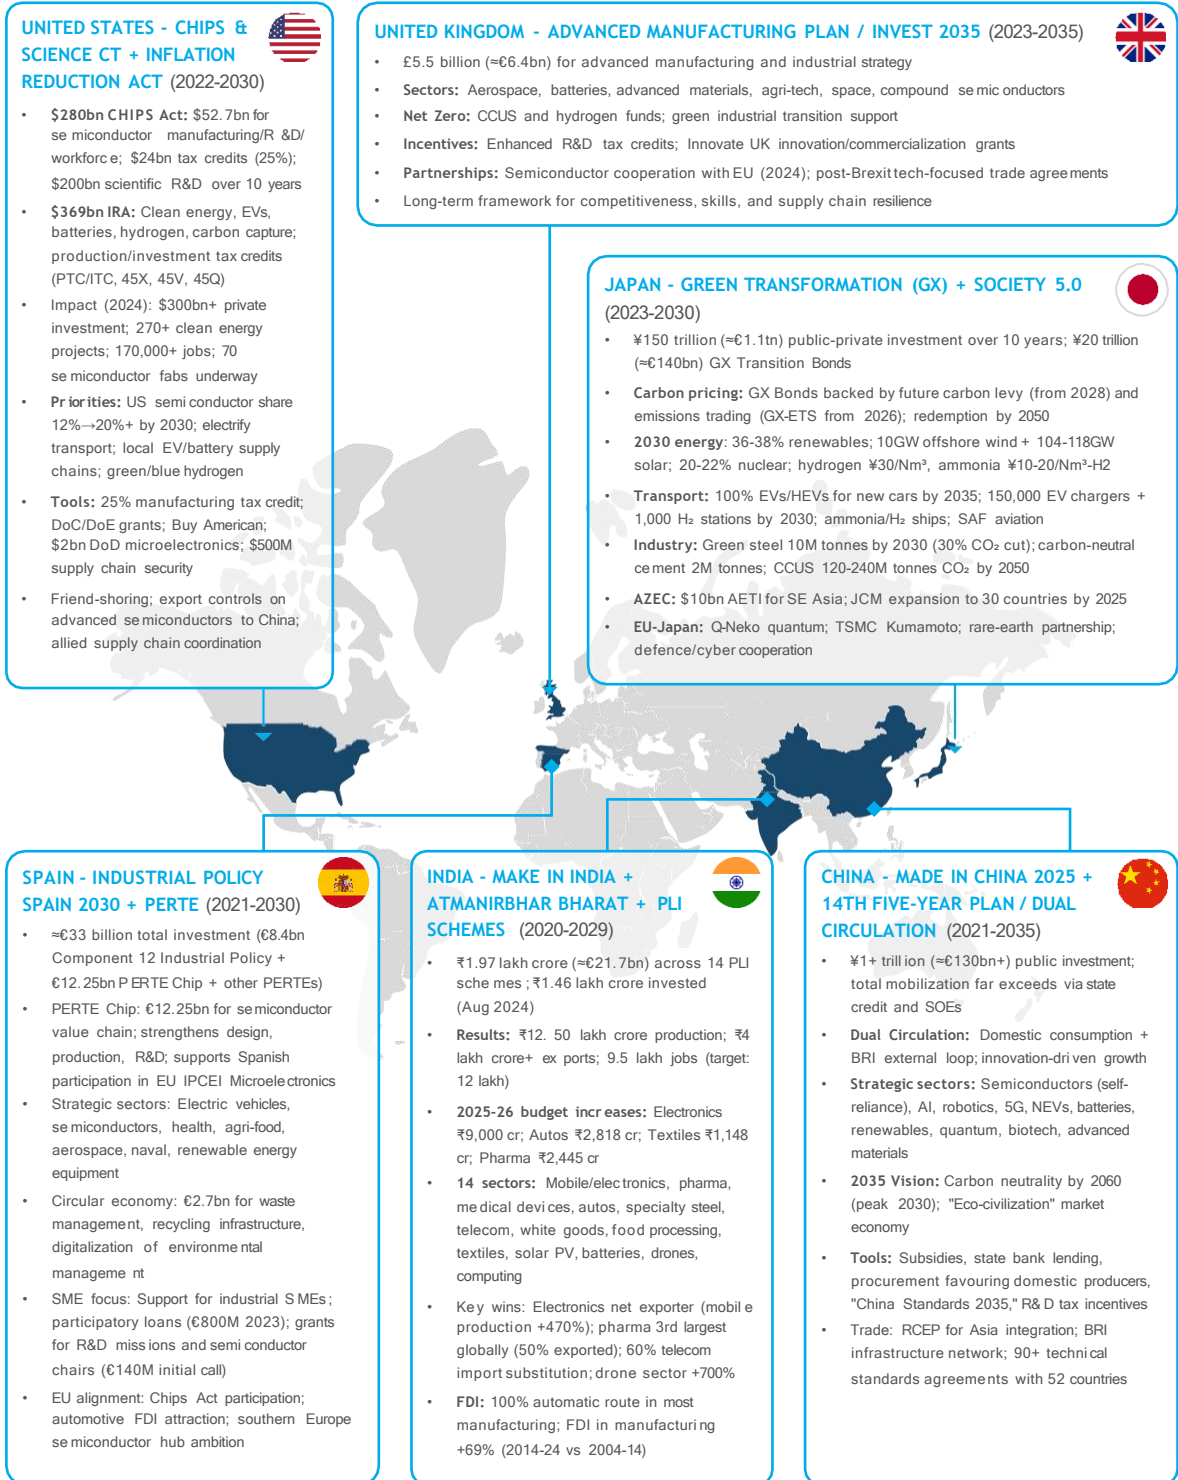 UNITED STATES - CHIPS &
SCIENCE CT + INFLATION
REDUCTION ACT (2022-2030)
• $280bn CHIPS Act: $52.7bn for
semiconductor manufacturing/R&D/
workforce; $24bn tax credits (25%);
$200bn scientific R&D over 10 years
• $369bn IRA: Clean energy, EVs,
batteries, hydrogen, carbon capture;
production/investment tax credits
(PTC/ITC, 45X, 45V, 45Q)
• Impact (2024): $300bn+ private
investment; 270+ clean energy
projects; 170,000+ jobs; 70
semiconductor fabs underway
• Priorities: US semiconductor share
12%→20%+ by 2030; electrify
transport; local EV/battery supply
chains; green/blue hydrogen
• Tools: 25% manufacturing tax credit;
DoC/DoE grants; Buy American;
$2bn DoD microelectronics; $500M
supply chain security
• Friend-shoring; export controls on
advanced semiconductors to China;
allied supply chain coordination
UNITED KINGDOM - ADVANCED MANUFACTURING PLAN / INVEST 2035 (2023-2035)
• £5.5 billion (≈€6.4bn) for advanced manufacturing and industrial strategy
• Sectors: Aerospace, batteries, advanced materials, agri-tech, space, compound semiconductors
• Net Zero: CCUS and hydrogen funds; green industrial transition support
• Incentives: Enhanced R&D tax credits; Innovate UK innovation/commercialization grants
• Partnerships: Semiconductor cooperation with EU (2024); post-Brexit tech-focused trade agreements
• Long-term framework for competitiveness, skills, and supply chain resilience
JAPAN - GREEN TRANSFORMATION (GX) + SOCIETY 5.0
(2023-2030)
• ¥150 trillion (≈€1.1tn) public-private investment over 10 years; ¥20 trillion
(≈€140bn) GX Transition Bonds
• Carbon pricing: GX Bonds backed by future carbon levy (from 2028) and
emissions trading (GX-ETS from 2026); redemption by 2050
• 2030 energy: 36-38% renewables; 10GW offshore wind + 104-118GW
solar; 20-22% nuclear; hydrogen ¥30/Nm³, ammonia ¥10-20/Nm³-H2
• Transport: 100% EVs/HEVs for new cars by 2035; 150,000 EV chargers +
1,000 H₂ stations by 2030; ammonia/H₂ ships; SAF aviation
• Industry: Green steel 10M tonnes by 2030 (30% CO₂ cut); carbon-neutral
cement 2M tonnes; CCUS 120-240M tonnes CO₂ by 2050
• AZEC: $10bn AETI for SE Asia; JCM expansion to 30 countries by 2025
• EU-Japan: Q-Neko quantum; TSMC Kumamoto; rare-earth partnership;
defence/cyber cooperation
SPAIN - INDUSTRIAL POLICY
SPAIN 2030 + PERTE (2021-2030)
• ≈€33 billion total investment (€8.4bn
Component 12 Industrial Policy +
€12.25bn PERTE Chip + other PERTEs)
• PERTE Chip: €12.25bn for semiconductor
value chain; strengthens design,
production, R&D; supports Spanish
participation in EU IPCEI Microelectronics
• Strategic sectors: Electric vehicles,
semiconductors, health, agri-food,
aerospace, naval, renewable energy
equipment
• Circular economy: €2.7bn for waste
management, recycling infrastructure,
digitalization of environmental
management
• SME focus: Support for industrial SMEs;
participatory loans (€800M 2023); grants
for R&D missions and semiconductor
chairs (€140M initial call)
• EU alignment: Chips Act participation;
automotive FDI attraction; southern Europe
semiconductor hub ambition
INDIA - MAKE IN INDIA +
ATMANIRBHAR BHARAT + PLI
SCHEMES (2020-2029)
• ₹1.97 lakh crore (≈€21.7bn) across 14 PLI
schemes; ₹1.46 lakh crore invested
(Aug 2024)
• Results: ₹12.50 lakh crore production; ₹4
lakh crore+ exports; 9.5 lakh jobs (target:
12 lakh)
• 2025-26 budget increases: Electronics
₹9,000 cr; Autos ₹2,818 cr; Textiles ₹1,148
cr; Pharma ₹2,445 cr
• 14 sectors: Mobile/electronics, pharma,
medical devices, autos, specialty steel,
telecom, white goods, food processing,
textiles, solar PV, batteries, drones,
computing
• Key wins: Electronics net exporter (mobile
production +470%); pharma 3rd largest
globally (50% exported); 60% telecom
import substitution; drone sector +700%
• FDI: 100% automatic route in most
manufacturing; FDI in manufacturing
+69% (2014-24 vs 2004-14)
CHINA - MADE IN CHINA 2025 +
14TH FIVE-YEAR PLAN / DUAL
CIRCULATION (2021-2035)
• ¥1+ trillion (≈€130bn+) public investment;
total mobilization far exceeds via state
credit and SOEs
• Dual Circulation: Domestic consumption +
BRI external loop; innovation-driven growth
• Strategic sectors: Semiconductors (self-
reliance), AI, robotics, 5G, NEVs, batteries,
renewables, quantum, biotech, advanced
materials
• 2035 Vision: Carbon neutrality by 2060
(peak 2030); "Eco-civilization" market
economy
• Tools: Subsidies, state bank lending,
procurement favouring domestic producers,
"China Standards 2035," R&D tax incentives
• Trade: RCEP for Asia integration; BRI
infrastructure network; 90+ technical
standards agreements with 52 countries